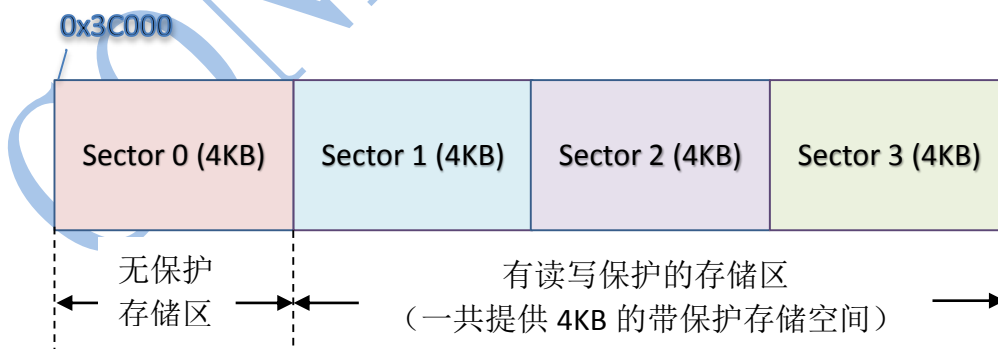 0x3C000
Sector 0 (4KB)
Sector 1 (4KB)
Sector 2 (4KB)
Sector 3 (4KB)
无保护
存储区
有读写保护的存储区
（一共提供 4KB 的带保护存储空间）